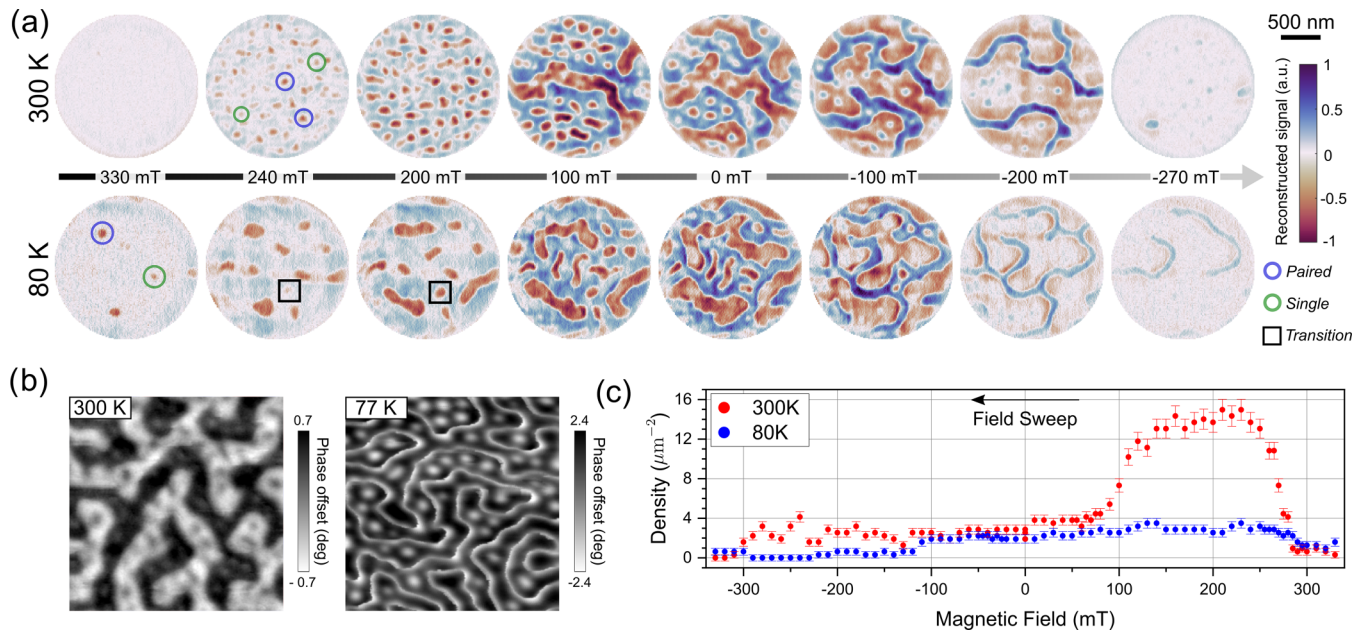 (a)
300 K
500 nm
Reconstructed signal (a.u.)
1
0.5
0
-0.5
-1
330 mT 240 mT 200 mT 100 mT 0 mT -100 mT -200 mT -270 mT
80 K
Paired
Single
Transition
(b)
300 K
0.7
Phase offset (deg)
- 0.7
77 K
2.4
Phase offset (deg)
-2.4
(c)
300K
80K
Field Sweep
Density (μm⁻²)
16
12
8
4
0
-300 -200 -100 0 100 200 300
Magnetic Field (mT)